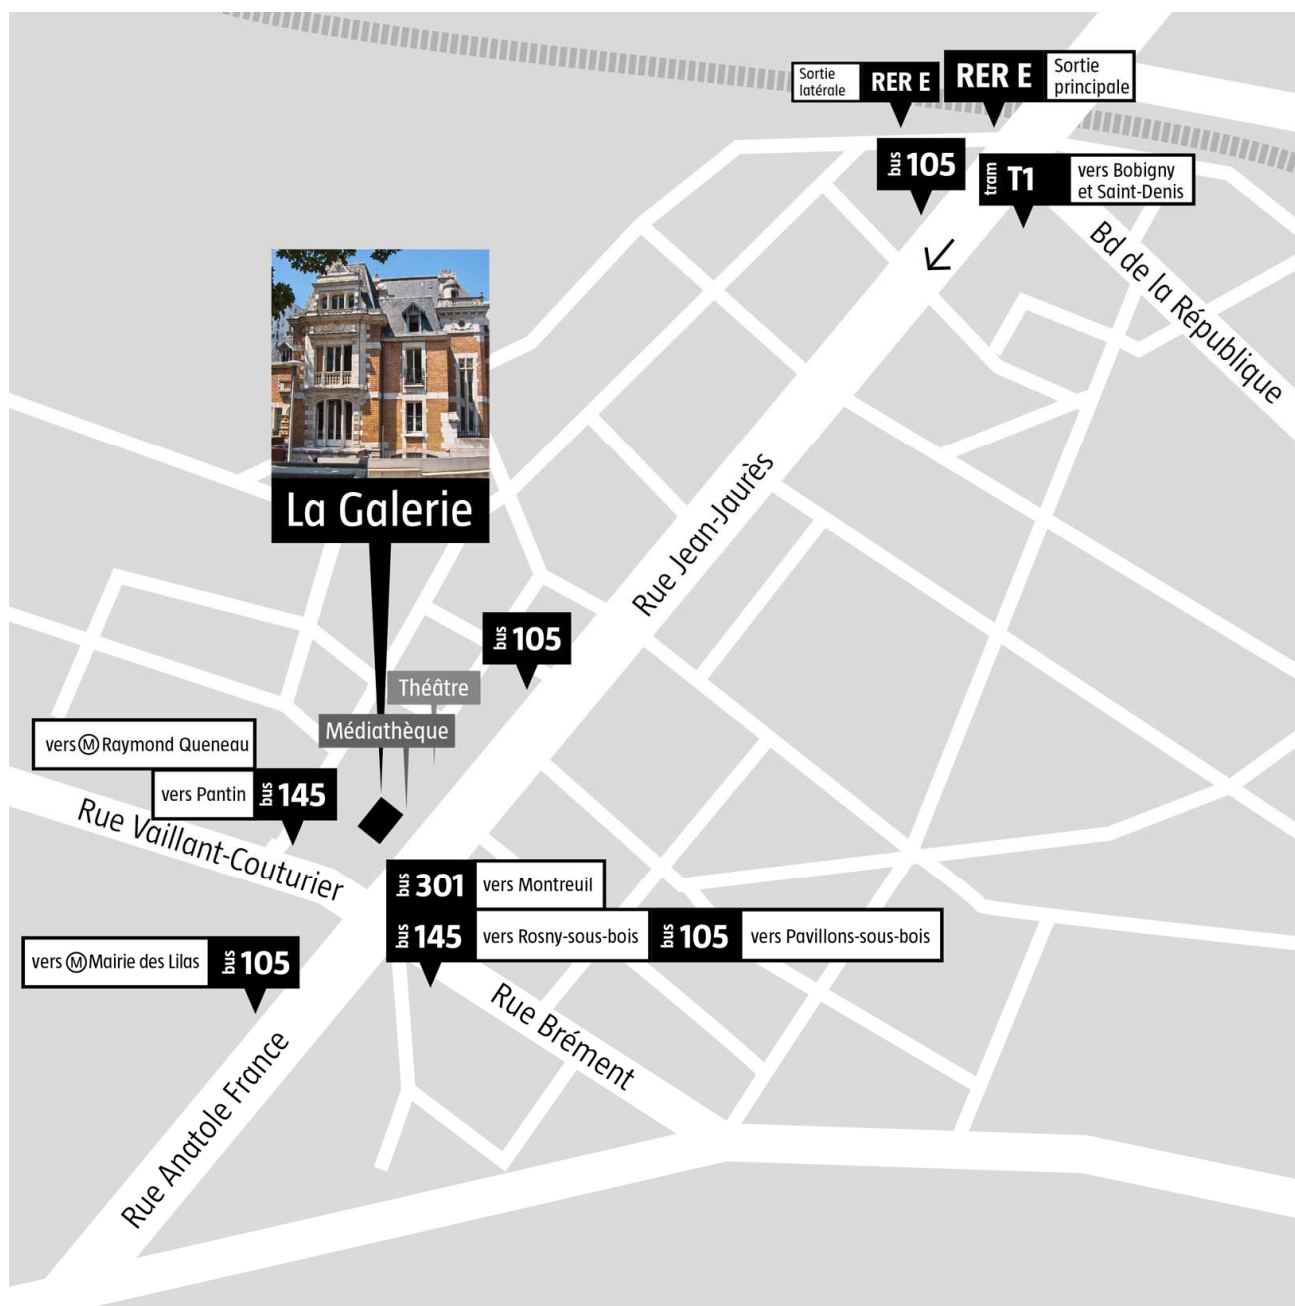 Sortie
latérale
RER E
RER E
Sortie
principale
bus 105
tram T1
vers Bobigny
et Saint-Denis
Bd de la République
La Galerie
Rue Jean-Jaurès
bus 105
Théâtre
Médiathèque
vers M Raymond Queneau
vers Pantin
bus 145
Rue Vaillant-Couturier
bus 301
vers Montreuil
bus 145
vers Rosny-sous-bois
bus 105
vers Pavillons-sous-bois
vers M Mairie des Lilas
bus 105
Rue Brément
Rue Anatole France